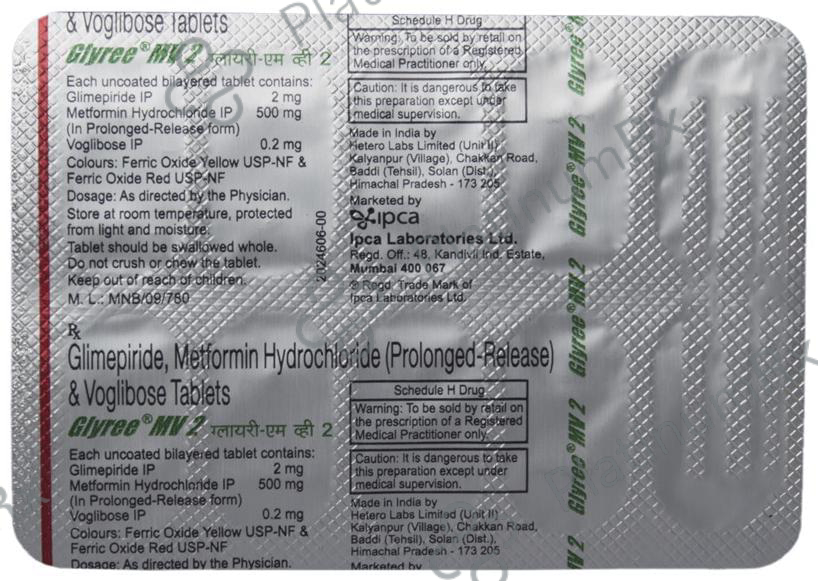 & Voglibose Tablets
Glyree® MV 2 ग्लायरी-एम व्ही 2
Each uncoated bilayered tablet contains:
Glimepiride IP 2 mg
Metformin Hydrochloride IP 500 mg
(In Prolonged-Release form)
Voglibose IP 0.2 mg
Colours: Ferric Oxide Yellow USP-NF &
Ferric Oxide Red USP-NF
Dosage: As directed by the Physician.
Store at room temperature, protected
from light and moisture.
Tablet should be swallowed whole.
Do not crush or chew the tablet.
Keep out of reach of children.
M. L.: MNB/09/780
2024606-00
Schedule H Drug
Warning: To be sold by retail on
the prescription of a Registered
Medical Practitioner only.
Caution: It is dangerous to take
this preparation except under
medical supervision.
Made in India by
Hetero Labs Limited (Unit II)
Kalyanpur (Village), Chakkan Road,
Baddi (Tehsil), Solan (Dist.),
Himachal Pradesh - 173 205
Marketed by
ipca
Ipca Laboratories Ltd.
Regd. Off.: 48, Kandivli Ind. Estate,
Mumbai 400 067
® Regd. Trade Mark of
Ipca Laboratories Ltd.
Rx
Glimepiride, Metformin Hydrochloride (Prolonged-Release)
& Voglibose Tablets
Glyree® MV 2 ग्लायरी-एम व्ही 2
Each uncoated bilayered tablet contains:
Glimepiride IP 2 mg
Metformin Hydrochloride IP 500 mg
(In Prolonged-Release form)
Voglibose IP 0.2 mg
Colours: Ferric Oxide Yellow USP-NF &
Ferric Oxide Red USP-NF
Dosage: As directed by the Physician.
Schedule H Drug
Warning: To be sold by retail on
the prescription of a Registered
Medical Practitioner only.
Caution: It is dangerous to take
this preparation except under
medical supervision.
Made in India by
Hetero Labs Limited (Unit II)
Kalyanpur (Village), Chakkan Road,
Baddi (Tehsil), Solan (Dist.),
Himachal Pradesh - 173 205
Marketed by
Glyree®
Glyree® MV 2
Glyree® MV 2
Glyree® MV 2
V 2